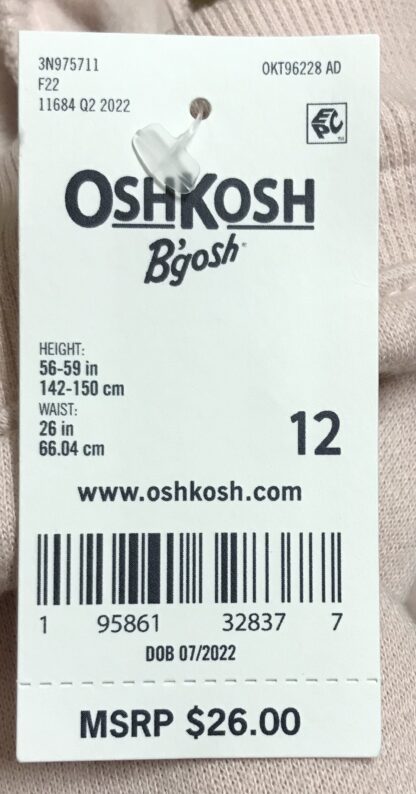 3N975711
F22
11684 Q2 2022
OKT96228 AD
EPC
OSHKOSH
B'gosh
HEIGHT:
56-59 in
142-150 cm
WAIST:
26 in
66.04 cm
12
www.oshkosh.com
1 95861 32837 7
DOB 07/2022
MSRP $26.00